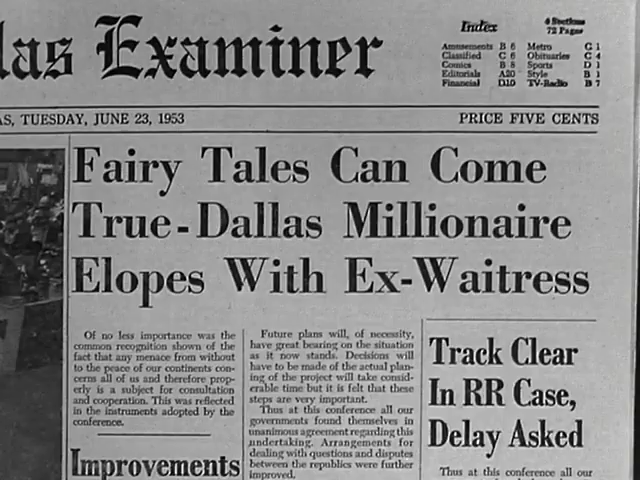 las Examiner
Index
4 Sections
72 Pages
Amusements B 6
Classified C 6
Comics B 8
Editorials A20
Financial D10
Metro C 1
Obituaries C 4
Sports D 1
Style B 1
TV-Radio B 7
AS, TUESDAY, JUNE 23, 1953
PRICE FIVE CENTS
Fairy Tales Can Come
True-Dallas Millionaire
Elopes With Ex-Waitress
Of no less importance was the
common recognition shown of the
fact that any menace from without
to the peace of our continents con-
cerns all of us and therefore prop-
erly is a subject for consultation
and cooperation. This was reflected
in the instruments adopted by the
conference.
Improvements
Future plans will, of necessity,
have great bearing on the situation
as it now stands. Decisions will
have to be made of the actual plan-
ing of the project will take consid-
erable time but it is felt that these
steps are very important.
Thus at this conference all our
governments found themselves in
unanimous agreement regarding this
undertaking. Arrangements for
dealing with questions and disputes
between the republics were further
improved.
Track Clear
In RR Case,
Delay Asked
Thus at this conference all our